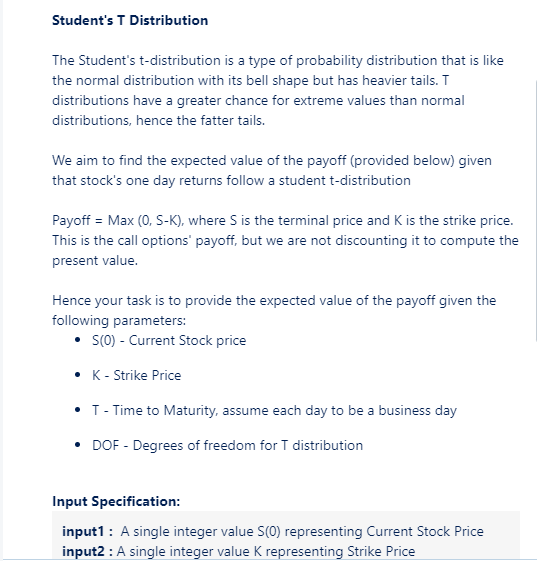 Student's T Distribution
The Student's t-distribution is a type of probability distribution that is like
the normal distribution with its bell shape but has heavier tails. T
distributions have a greater chance for extreme values than normal
distributions, hence the fatter tails.
We aim to find the expected value of the payoff (provided below) given
that stock's one day returns follow a student t-distribution
Payoff = Max (0, S-K), where S is the terminal price and K is the strike price.
This is the call options' payoff, but we are not discounting it to compute the
present value.
Hence your task is to provide the expected value of the payoff given the
following parameters:
• S(0) - Current Stock price
• K - Strike Price
• T - Time to Maturity, assume each day to be a business day
• DOF - Degrees of freedom for T distribution
Input Specification:
input1 : A single integer value S(0) representing Current Stock Price
input2 : A single integer value K representing Strike Price